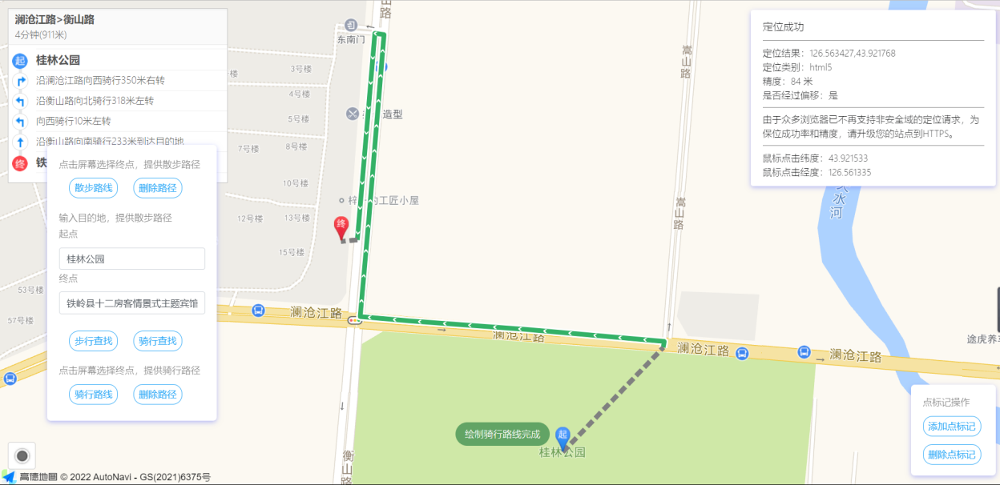 澜沧江路>衡山路
4分钟(911米)
起 桂林公园
沿澜沧江路向西骑行350米右转
沿衡山路向北骑行318米左转
向西骑行10米左转
沿衡山路向南骑行233米到达目的地
终 铁
点击屏幕选择终点，提供散步路径
散步路线 删除路径
输入目的地，提供散步路径
起点
桂林公园
终点
铁岭县十二房客情景式主题宾馆
步行查找 骑行查找
点击屏幕选择终点，提供骑行路径
骑行路线 删除路径
高德地图 © 2022 AutoNavi - GS(2021)6375号
山路
东南门
号楼
3号楼
4号楼
5号楼
7号楼
8号楼
10号楼
12号楼
13号楼
15号楼
53号楼
57号楼
造型
的工匠小屋
终
嵩山路
嵩山路
澜沧江路
澜沧江路
澜沧江路
澜沧江路
衡山路
绘制骑行路线完成
起
桂林公园
水河
途虎养车
定位成功
定位结果：126.563427,43.921768
定位类别：html5
精度：84 米
是否经过偏移：是
由于众多浏览器已不再支持非安全域的定位请求，为
保位成功率和精度，请升级您的站点到HTTPS。
鼠标点击纬度：43.921533
鼠标点击经度：126.561335
点标记操作
添加点标记
删除点标记